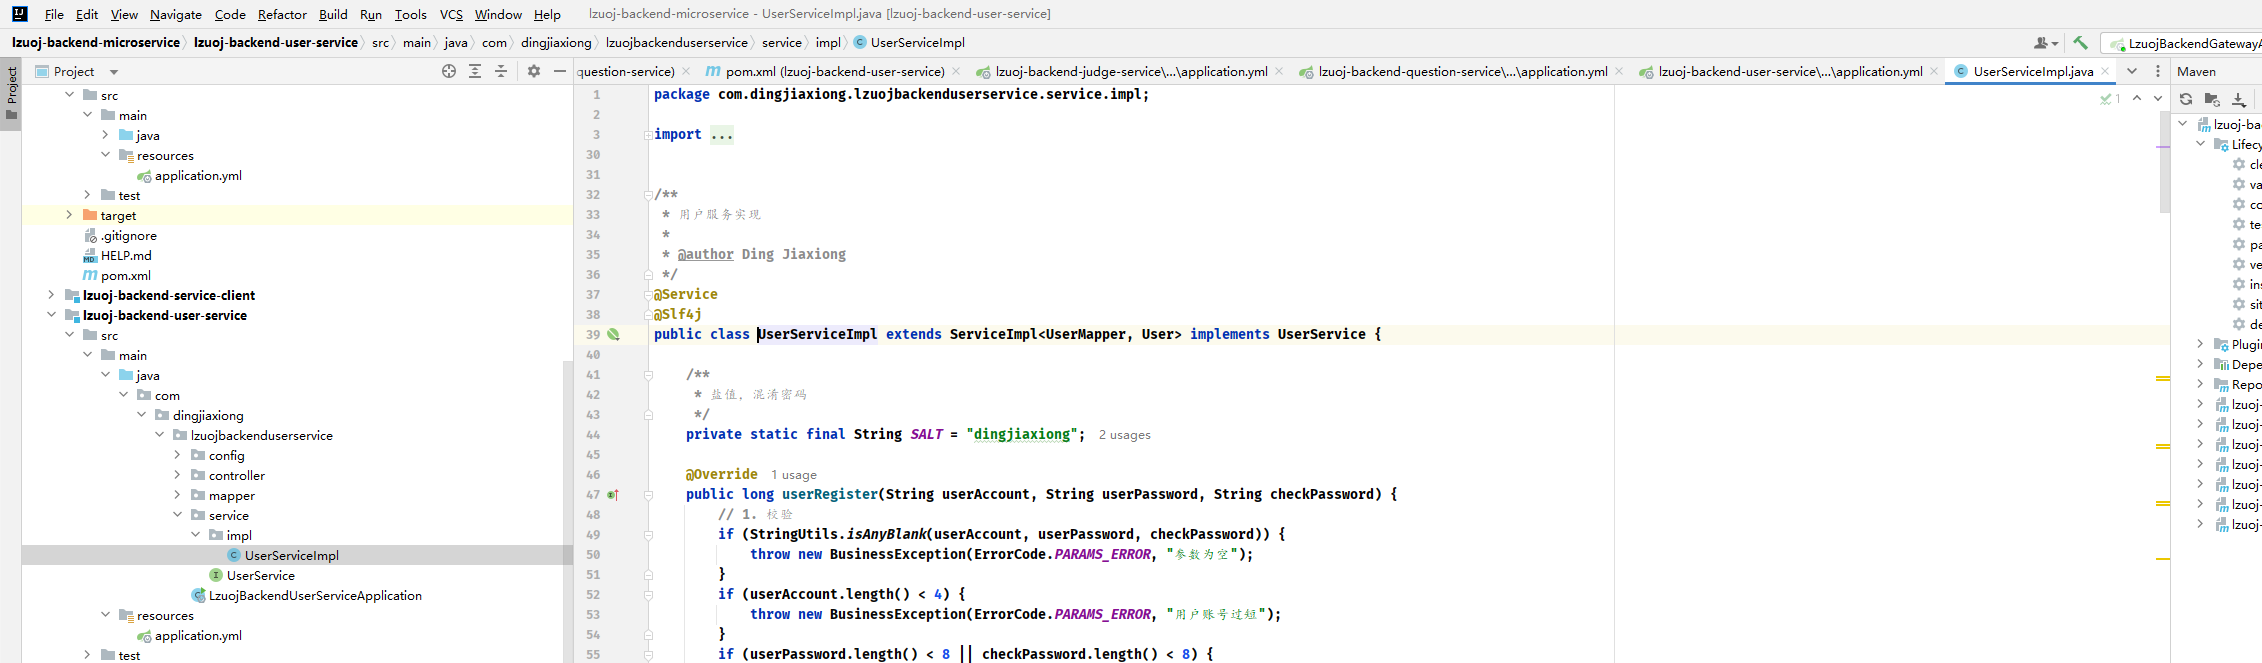 File Edit View Navigate Code Refactor Build Run Tools VCS Window Help lzuoj-backend-microservice - UserServiceImpl.java [lzuoj-backend-user-service]
lzuoj-backend-microservice lzuoj-backend-user-service src main java com dingjiaxiong lzuojbackenduserservice service impl UserServiceImpl LzuojBackendGatewayA
Project
Project
question-service) pom.xml (lzuoj-backend-user-service) lzuoj-backend-judge-service\...\application.yml lzuoj-backend-question-service\...\application.yml lzuoj-backend-user-service\...\application.yml UserServiceImpl.java
Maven
src
main
java
resources
application.yml
test
target
.gitignore
HELP.md
pom.xml
lzuoj-backend-service-client
lzuoj-backend-user-service
src
main
java
com
dingjiaxiong
lzuojbackenduserservice
config
controller
mapper
service
impl
UserServiceImpl
UserService
LzuojBackendUserServiceApplication
resources
application.yml
test
1 package com.dingjiaxiong.lzuojbackenduserservice.service.impl;
2
3 import ...
30
31
32 /**
33 * 用户服务实现
34 *
35 * @author Ding Jiaxiong
36 */
37 @Service
38 @Slf4j
39 public class UserServiceImpl extends ServiceImpl<UserMapper, User> implements UserService {
40
41 /**
42 * 盐值，混淆密码
43 */
44 private static final String SALT = "dingjiaxiong"; 2 usages
45
46 @Override 1 usage
47 public long userRegister(String userAccount, String userPassword, String checkPassword) {
48 // 1. 校验
49 if (StringUtils.isAnyBlank(userAccount, userPassword, checkPassword)) {
50 throw new BusinessException(ErrorCode.PARAMS_ERROR, "参数为空");
51 }
52 if (userAccount.length() < 4) {
53 throw new BusinessException(ErrorCode.PARAMS_ERROR, "用户账号过短");
54 }
55 if (userPassword.length() < 8 || checkPassword.length() < 8) {
1
lzuoj-ba
Lifecy
cle
va
co
te
pa
ve
ins
sit
de
Plugin
Depe
Repo
lzuoj-
lzuoj-
lzuoj-
lzuoj-
lzuoj-
lzuoj-
lzuoj-